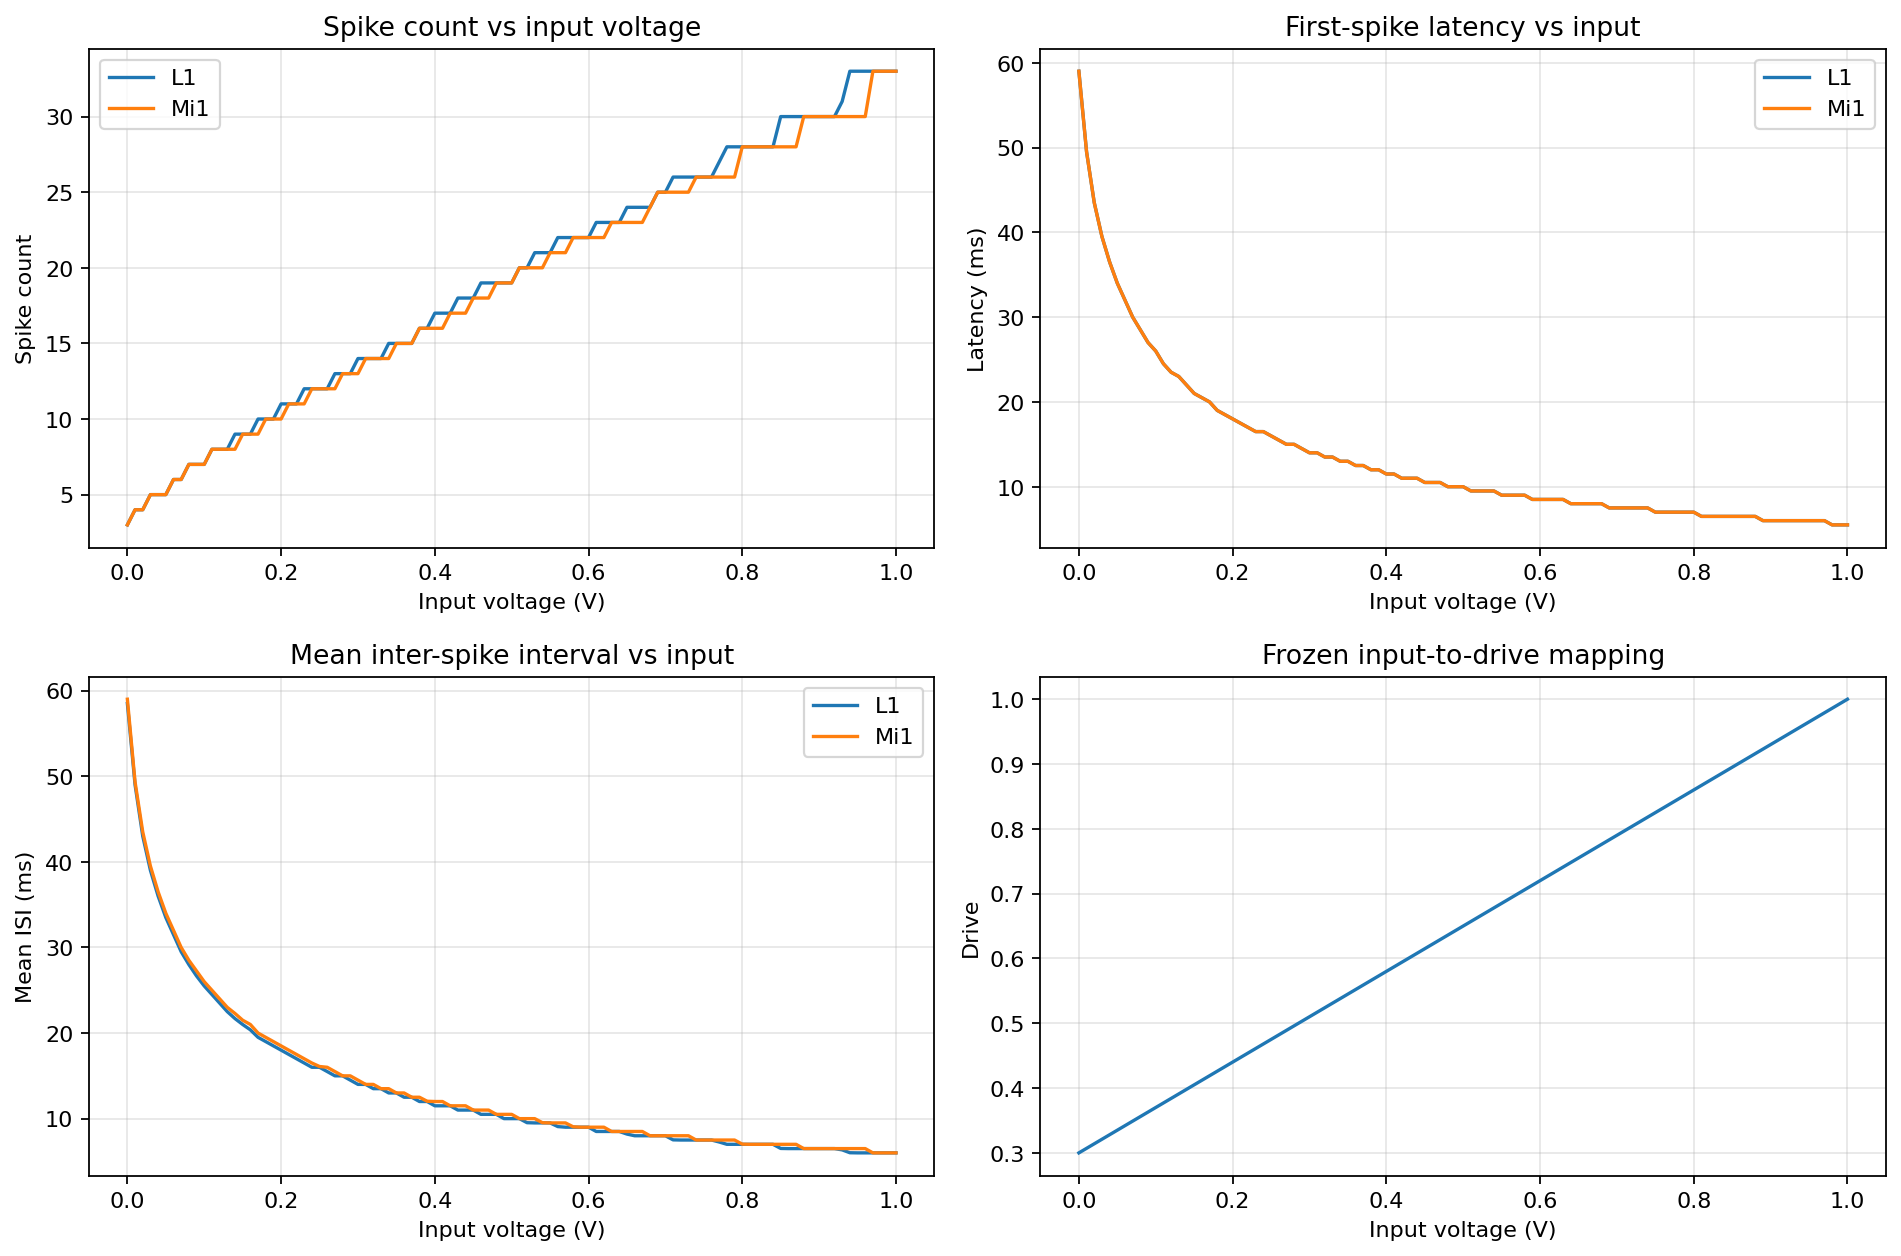 Spike count vs input voltage
L1
Mi1
30
25
20
15
10
5
Spike count
0.0 0.2 0.4 0.6 0.8 1.0
Input voltage (V)
First-spike latency vs input
L1
Mi1
60
50
40
30
20
10
Latency (ms)
0.0 0.2 0.4 0.6 0.8 1.0
Input voltage (V)
Mean inter-spike interval vs input
L1
Mi1
60
50
40
30
20
10
Mean ISI (ms)
0.0 0.2 0.4 0.6 0.8 1.0
Input voltage (V)
Frozen input-to-drive mapping
1.0
0.9
0.8
0.7
0.6
0.5
0.4
0.3
Drive
0.0 0.2 0.4 0.6 0.8 1.0
Input voltage (V)